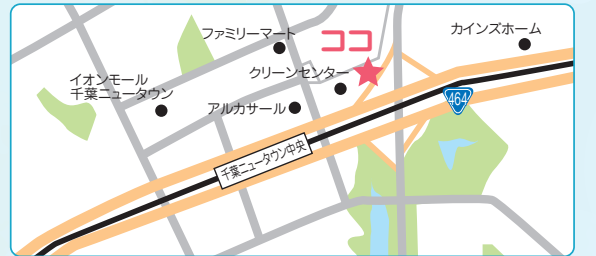 ファミリーマート
ココ
カインズホーム
イオンモール
千葉ニュータウン
クリーンセンター
アルカサール
464
千葉ニュータウン中央